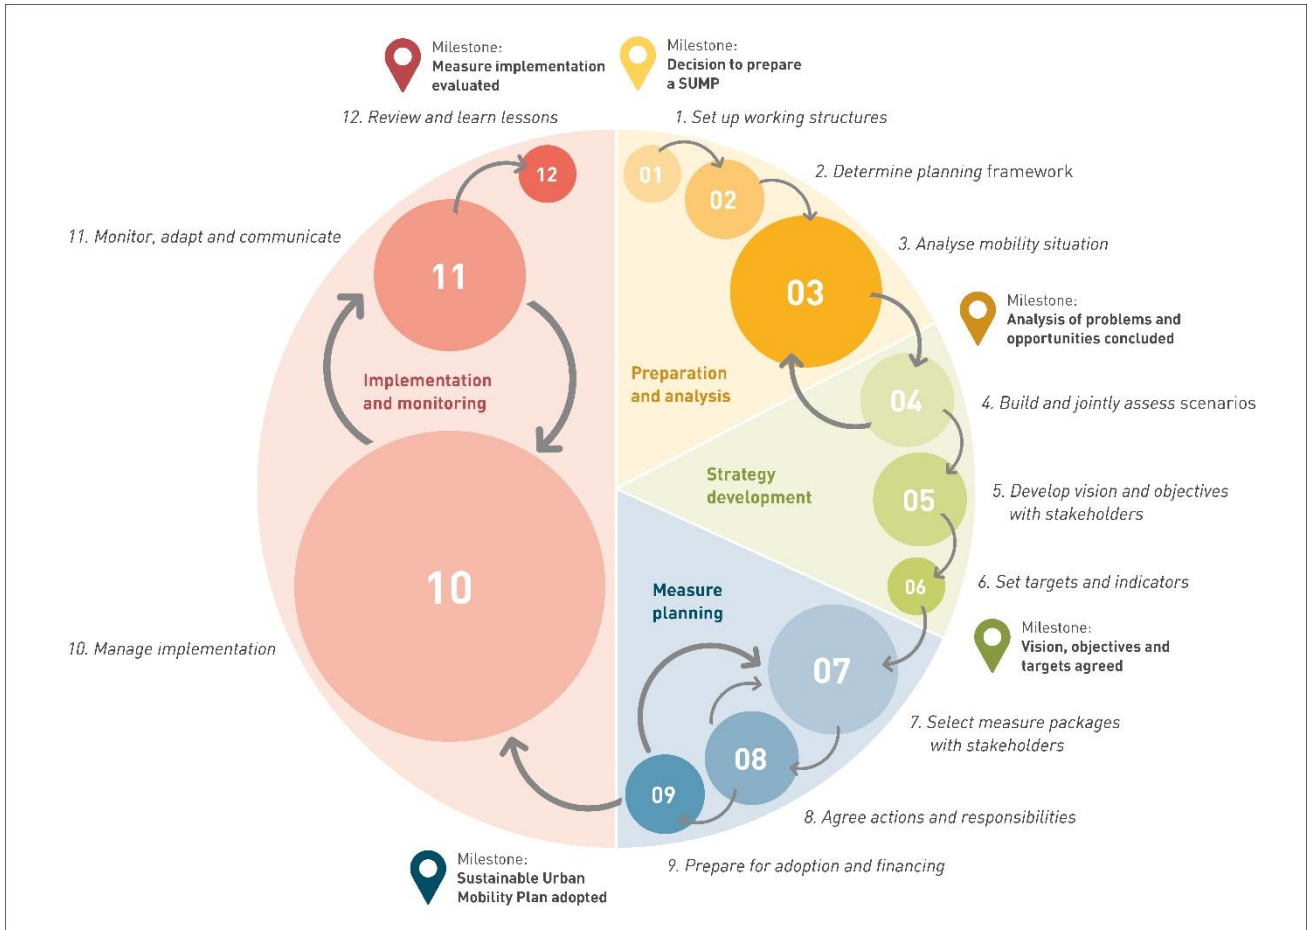 Milestone:
Measure implementation
evaluated
Milestone:
Decision to prepare
a SUMP
12. Review and learn lessons
1. Set up working structures
12
01
02
2. Determine planning framework
11. Monitor, adapt and communicate
11
03
3. Analyse mobility situation
Milestone:
Analysis of problems and
opportunities concluded
Implementation
and monitoring
Preparation
and analysis
04
4. Build and jointly assess scenarios
Strategy
development
05
5. Develop vision and objectives
with stakeholders
10
06
6. Set targets and indicators
Measure
planning
Milestone:
Vision, objectives and
targets agreed
10. Manage implementation
07
7. Select measure packages
with stakeholders
08
09
8. Agree actions and responsibilities
Milestone:
Sustainable Urban
Mobility Plan adopted
9. Prepare for adoption and financing